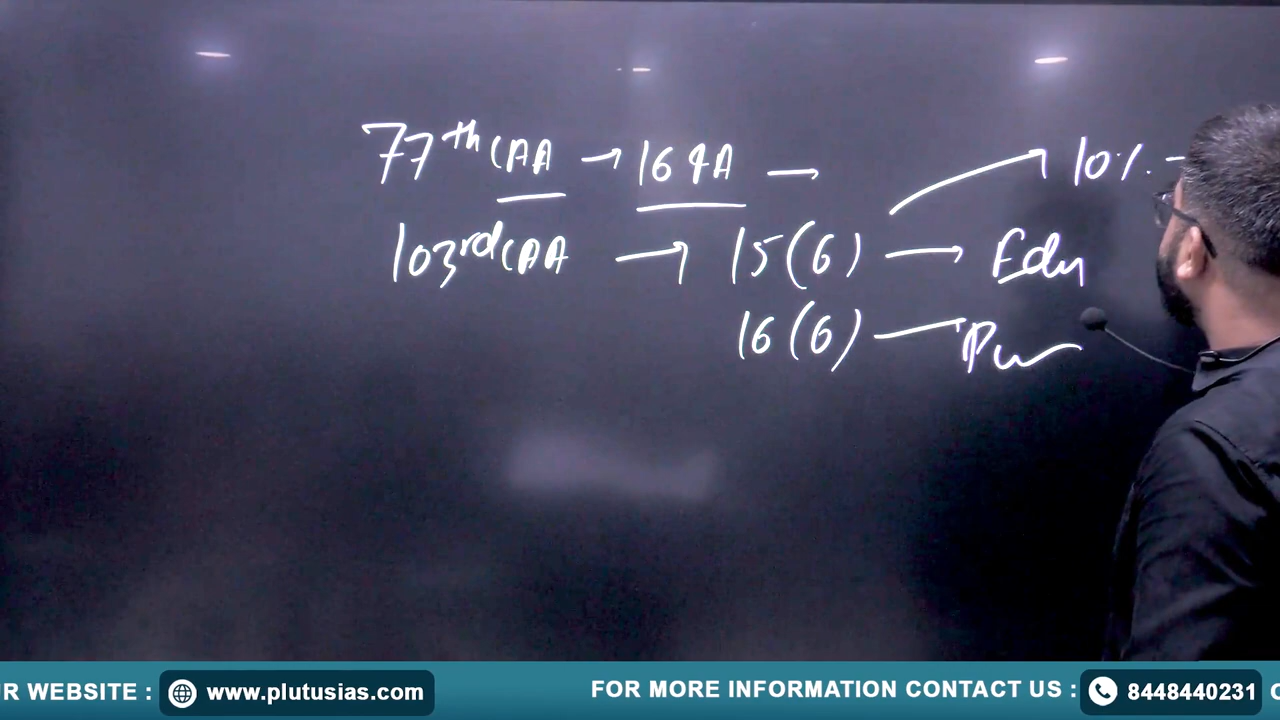 77th CAA → 164A →
10% -
103rd CAA → 15(6) → Edu
16(6)
UR WEBSITE : www.plutusias.com
FOR MORE INFORMATION CONTACT US : 8448440231